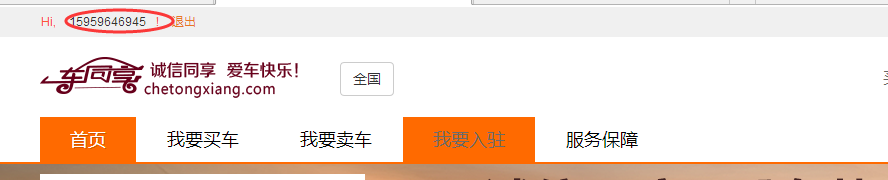 Hi, 15959646945 ！ 退出
车同享 诚信同享 爱车快乐！
chetongxiang.com
全国
首页 我要买车 我要卖车 我要入驻 服务保障